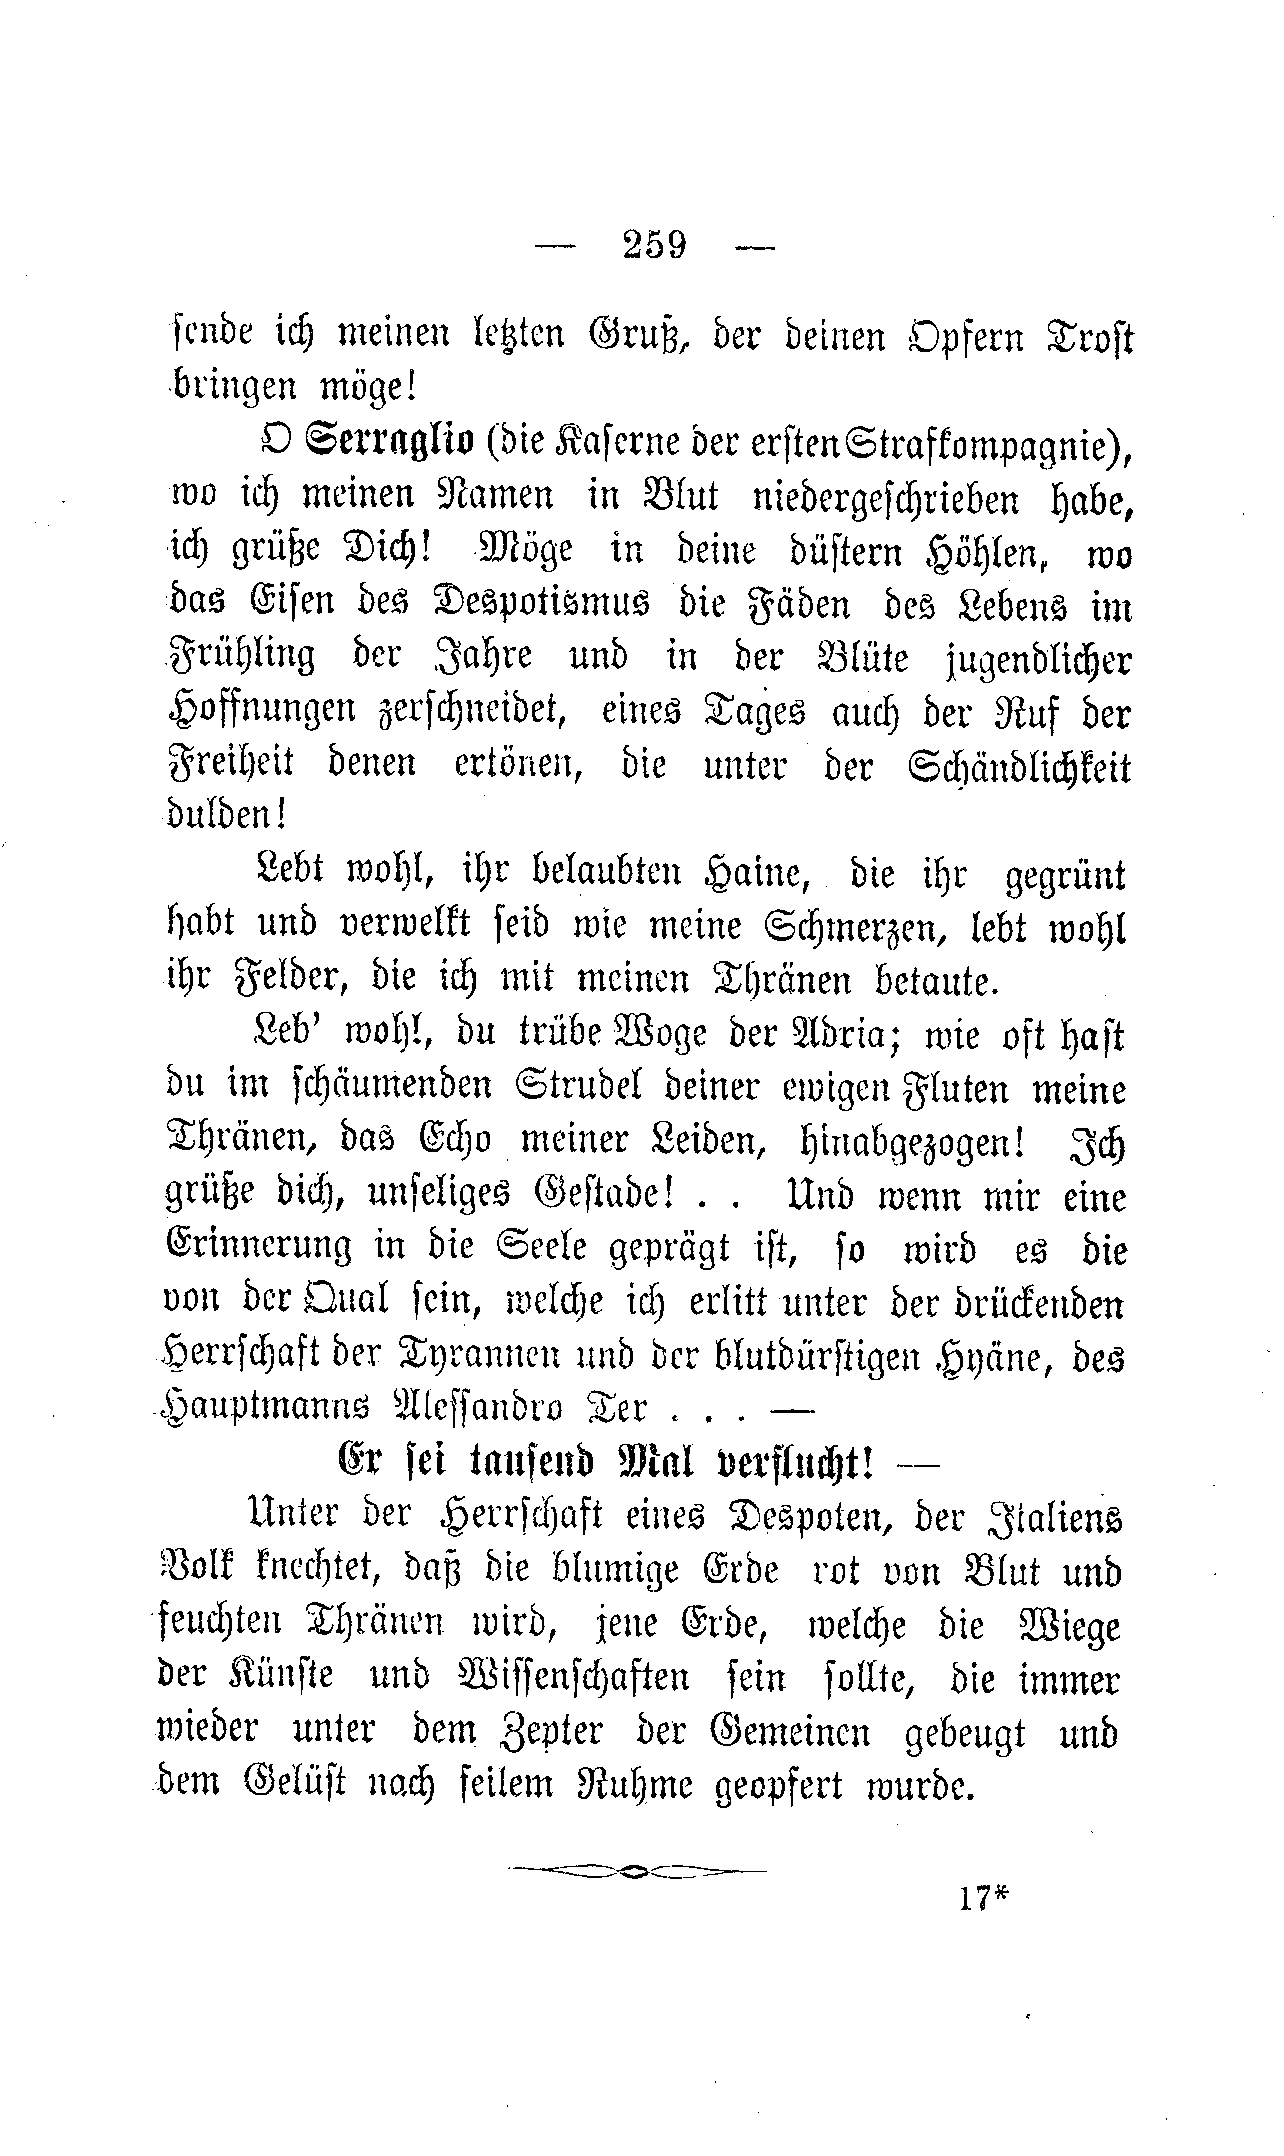 — 259 —
sende ich meinen letzten Gruß, der deinen Opfern Trost
bringen möge!
O Serraglio (die Kaserne der ersten Strafkompagnie),
wo ich meinen Namen in Blut niedergeschrieben habe,
ich grüße Dich! Möge in deine düstern Höhlen, wo
das Eisen des Despotismus die Fäden des Lebens im
Frühling der Jahre und in der Blüte jugendlicher
Hoffnungen zerschneidet, eines Tages auch der Ruf der
Freiheit denen ertönen, die unter der Schändlichkeit
dulden!
Lebt wohl, ihr belaubten Haine, die ihr gegrünt
habt und verwelkt seid wie meine Schmerzen, lebt wohl
ihr Felder, die ich mit meinen Thränen betaute.
Leb' wohl, du trübe Woge der Adria; wie oft hast
du im schäumenden Strudel deiner ewigen Fluten meine
Thränen, das Echo meiner Leiden, hinabgezogen! Ich
grüße dich, unseliges Gestade! . . Und wenn mir eine
Erinnerung in die Seele geprägt ist, so wird es die
von der Qual sein, welche ich erlitt unter der drückenden
Herrschaft der Tyrannen und der blutdürstigen Hyäne, des
Hauptmanns Alessandro Ter . . . —
Er sei tausend Mal verflucht! —
Unter der Herrschaft eines Despoten, der Italiens
Volk knechtet, daß die blumige Erde rot von Blut und
feuchten Thränen wird, jene Erde, welche die Wiege
der Künste und Wissenschaften sein sollte, die immer
wieder unter dem Zepter der Gemeinen gebeugt und
dem Gelüst nach feilem Ruhme geopfert wurde.
17*